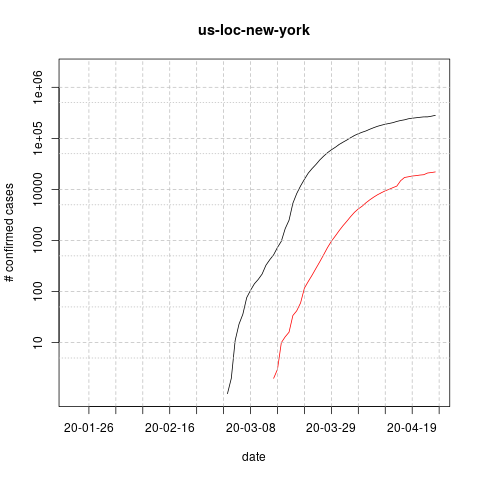 us-loc-new-york
1e+06
1e+05
10000
1000
100
10
# confirmed cases
20-01-26
20-02-16
20-03-08
20-03-29
20-04-19
date